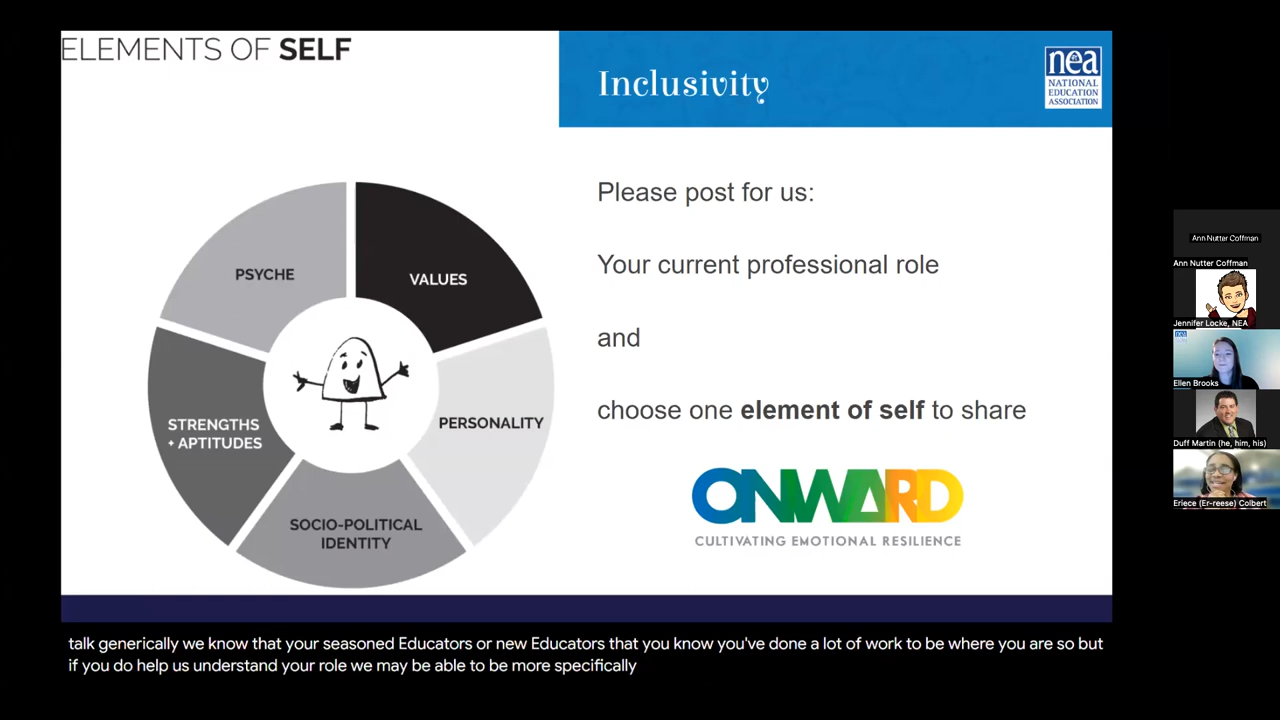 ELEMENTS OF SELF
Inclusivity
nea
NATIONAL
EDUCATION
ASSOCIATION
PSYCHE
VALUES
STRENGTHS
+ APTITUDES
PERSONALITY
SOCIO-POLITICAL
IDENTITY
Please post for us:
Your current professional role
and
choose one element of self to share
ONWARD
CULTIVATING EMOTIONAL RESILIENCE
Ann Nutter Coffman
Ann Nutter Coffman
Jennifer Locke, NEA
Ellen Brooks
Duff Martin (he, him, his)
Eriece (Er-reese) Colbert
talk generically we know that your seasoned Educators or new Educators that you know you've done a lot of work to be where you are so but
if you do help us understand your role we may be able to be more specifically